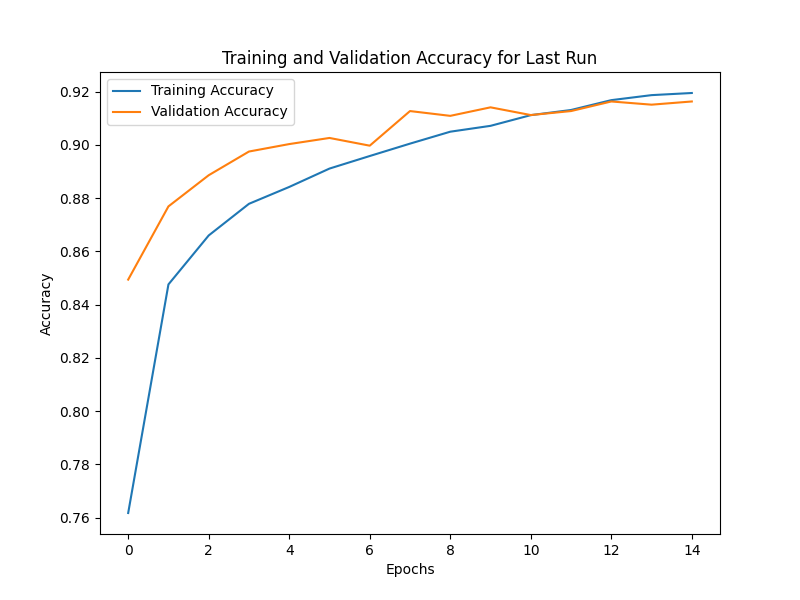 Training and Validation Accuracy for Last Run
Training Accuracy
Validation Accuracy
0.92
0.90
0.88
0.86
0.84
0.82
0.80
0.78
0.76
Accuracy
0 2 4 6 8 10 12 14
Epochs